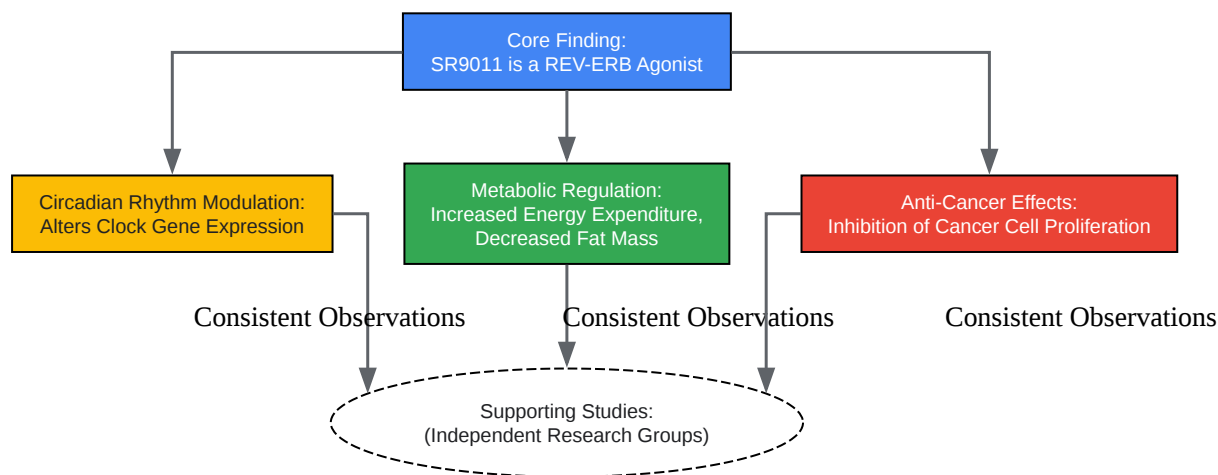 Core Finding:
SR9011 is a REV-ERB Agonist
Circadian Rhythm Modulation:
Alters Clock Gene Expression
Metabolic Regulation:
Increased Energy Expenditure,
Decreased Fat Mass
Anti-Cancer Effects:
Inhibition of Cancer Cell Proliferation
Consistent Observations
Consistent Observations
Consistent Observations
Supporting Studies:
(Independent Research Groups)